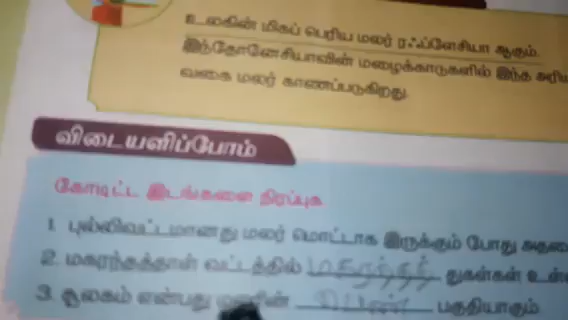 உலகின் மிகப் பெரிய மலர் ரஃப்ளேசியா ஆகும்.
இந்தோனேசியாவின் மழைக்காடுகளில் இந்த அரிய
வகை மலர் காணப்படுகிறது.
விடையளிப்போம்
கோடிட்ட இடங்களை நிரப்புக
1. புல்லிவட்டமானது மலர் மொட்டாக இருக்கும் போது
2. மகரந்தத்தாள் வட்டத்தில் துகள்கள்
3. சூலகம் என்பது மலரின் பெண் பகுதியாகும்